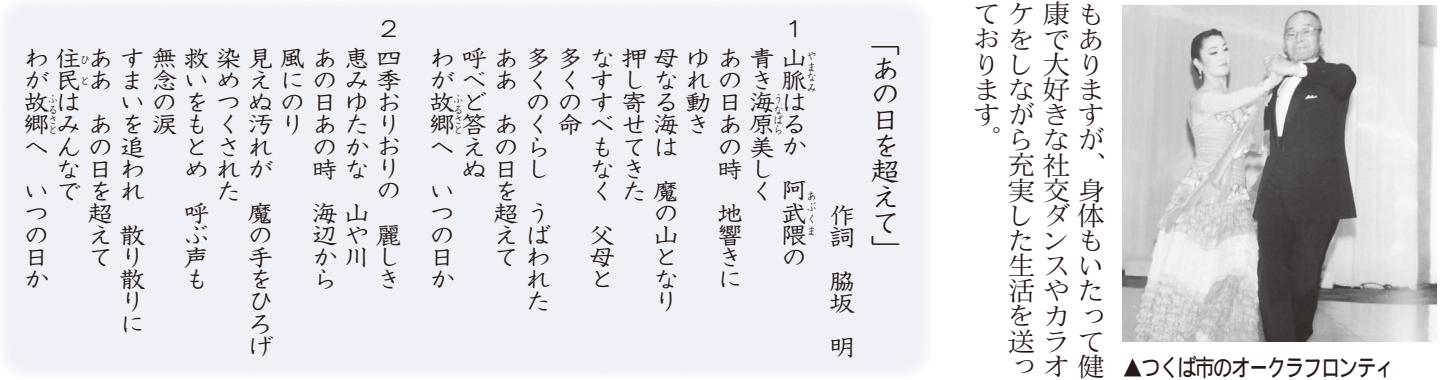 もありますが、身体もいたって健
康で大好きな社交ダンスやカラオ
ケをしながら充実した生活を送っ
ております。
▲つくば市のオークラフロンティ
「あの日を超えて」
作詞　脇坂　明
1 山脈はるか　阿武隈の
青き海原美しく
あの日あの時　地響きに
ゆれ動き
母なる海は　魔の山となり
押し寄せてきた
なすすべもなく　父母と
多くの命
多くのくらし　うばわれた
ああ　あの日を超えて
呼べど答えぬ
わが故郷へ　いつの日か
2 四季おりおりの　麗しき
恵みゆたかな　山や川
あの日あの時　海辺から
風にのり
見えぬ汚れが　魔の手をひろげ
染めつくされた
救いをもとめ　呼ぶ声も
無念の涙
すまいを追われ　散り散りに
ああ　あの日を超えて
住民はみんなで
わが故郷へ　いつの日か